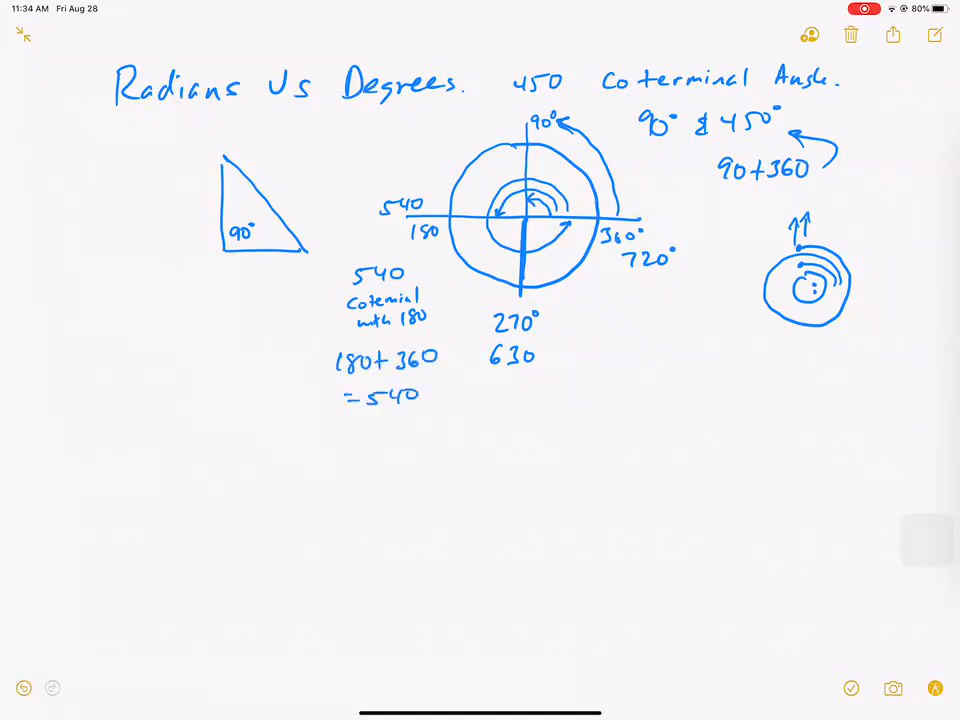 11:34 AM Fri Aug 28
80%
Radians Vs Degrees. 450 Coterminal Angle.
90° & 450°
90+360
90°
90°
540
180
360°
720°
540
Coteminal
with 180
270°
180+360
630
=540